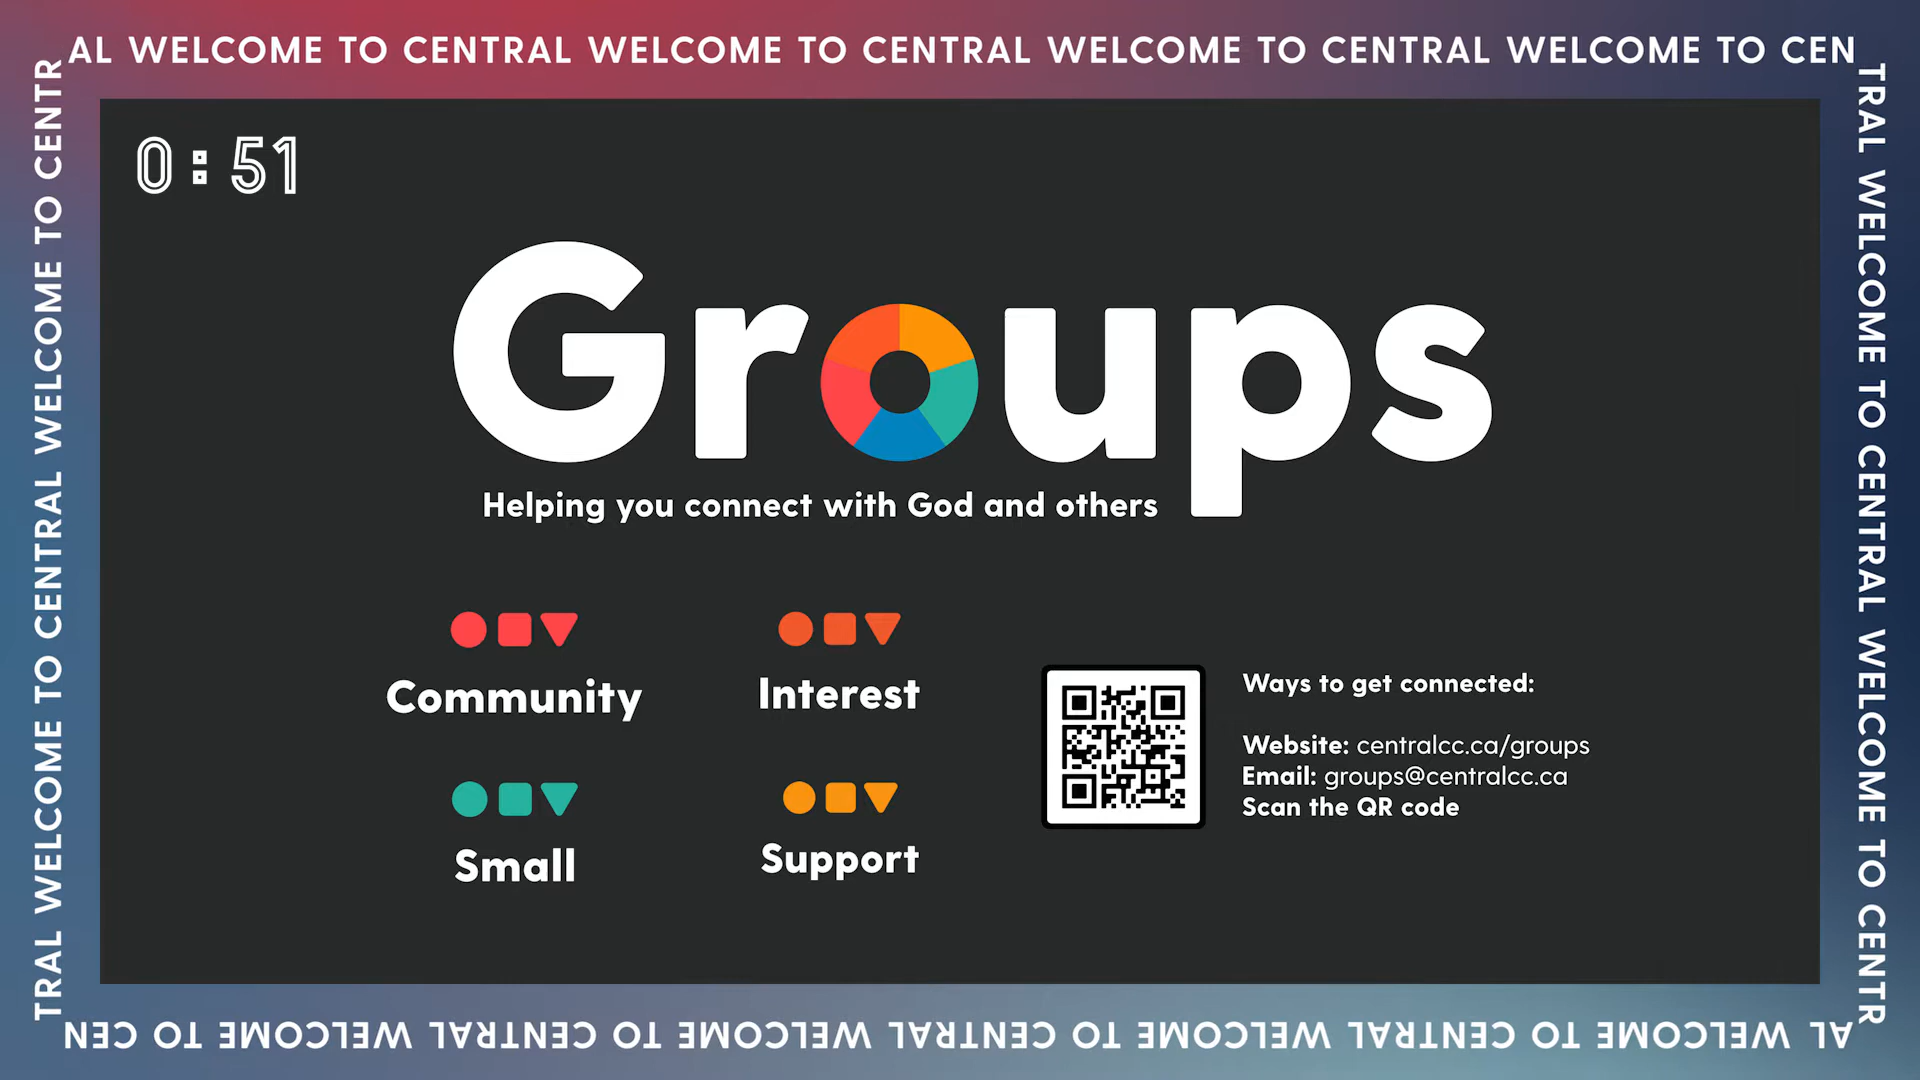 AL WELCOME TO CENTRAL WELCOME TO CENTRAL WELCOME TO CENTRAL WELCOME TO CEN
TRAL WELCOME TO CENTRAL WELCOME TO CENTR
TRAL WELCOME TO CENTRAL WELCOME TO CENTR
0:51
Groups
Helping you connect with God and others
Community
Interest
Small
Support
Ways to get connected:
Website: centralcc.ca/groups
Email: groups@centralcc.ca
Scan the QR code
AL WELCOME TO CENTRAL WELCOME TO CENTRAL WELCOME TO CENTRAL WELCOME TO CEN